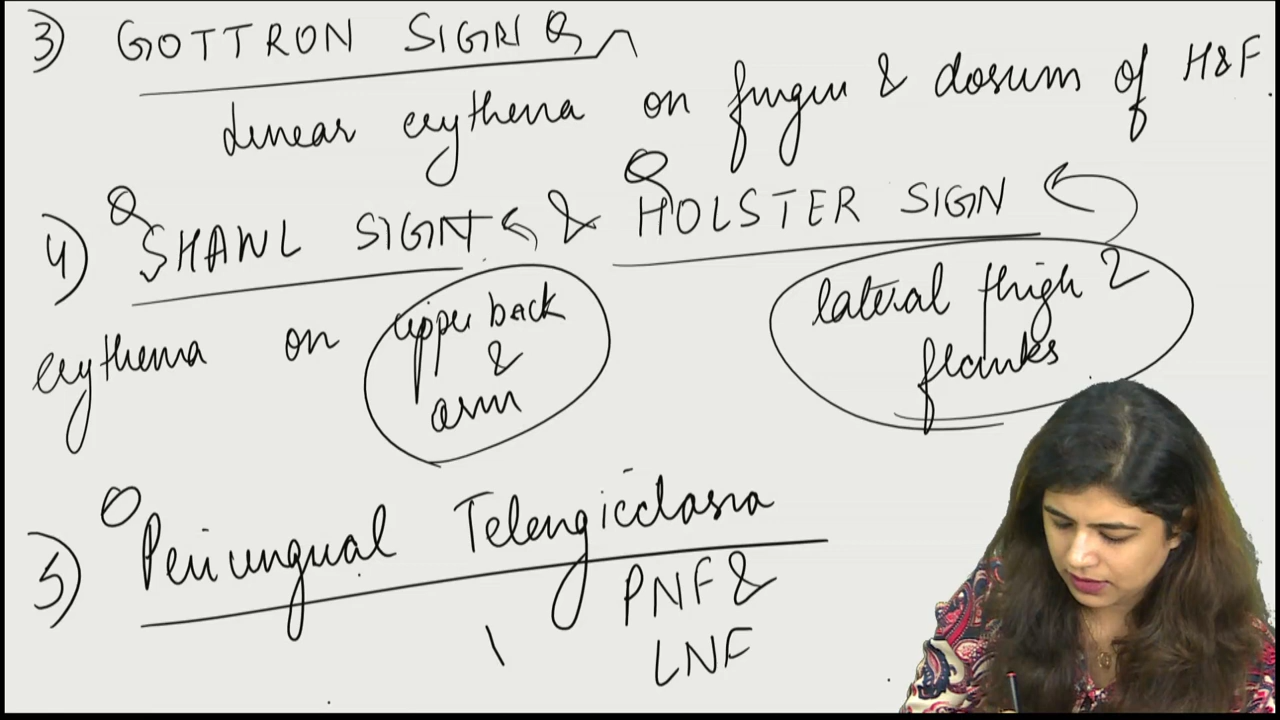 3) GOTTRON SIGN
Linear erythema on finger & dorsum of H&F.
4) SHAWL SIGN & HOLSTER SIGN
erythema on upper back & arm
lateral thigh & flanks
5) Periungual Telengiectasia
PNF &
LNF